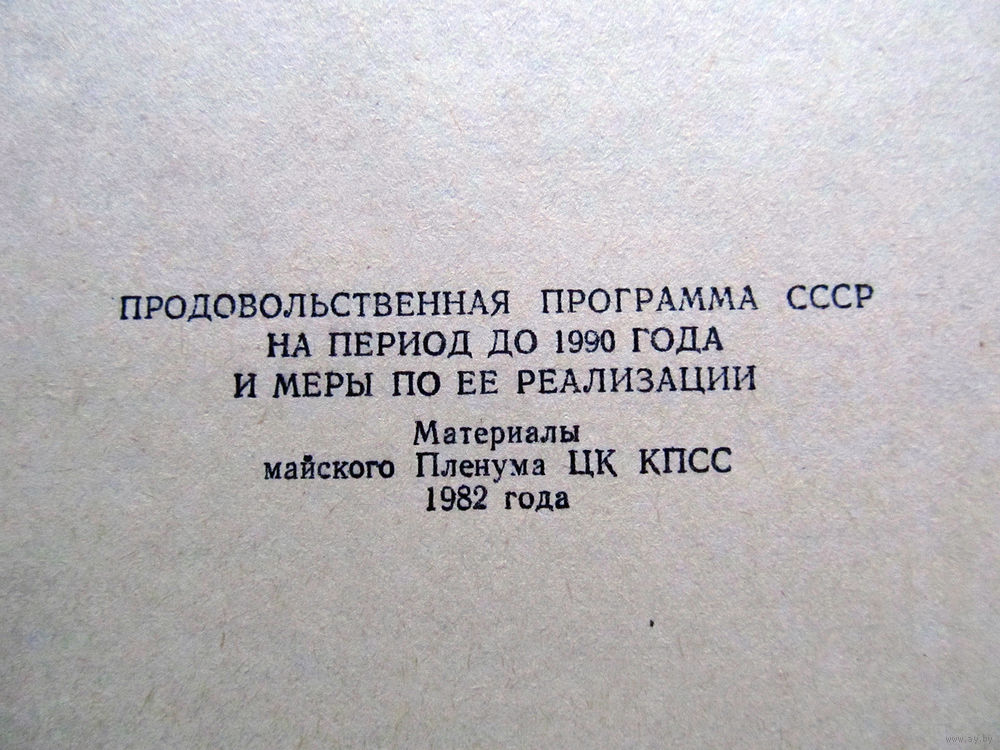 ПРОДОВОЛЬСТВЕННАЯ ПРОГРАММА СССР
НА ПЕРИОД ДО 1990 ГОДА
И МЕРЫ ПО ЕЕ РЕАЛИЗАЦИИ
Материалы
майского Пленума ЦК КПСС
1982 года
www.ay.by